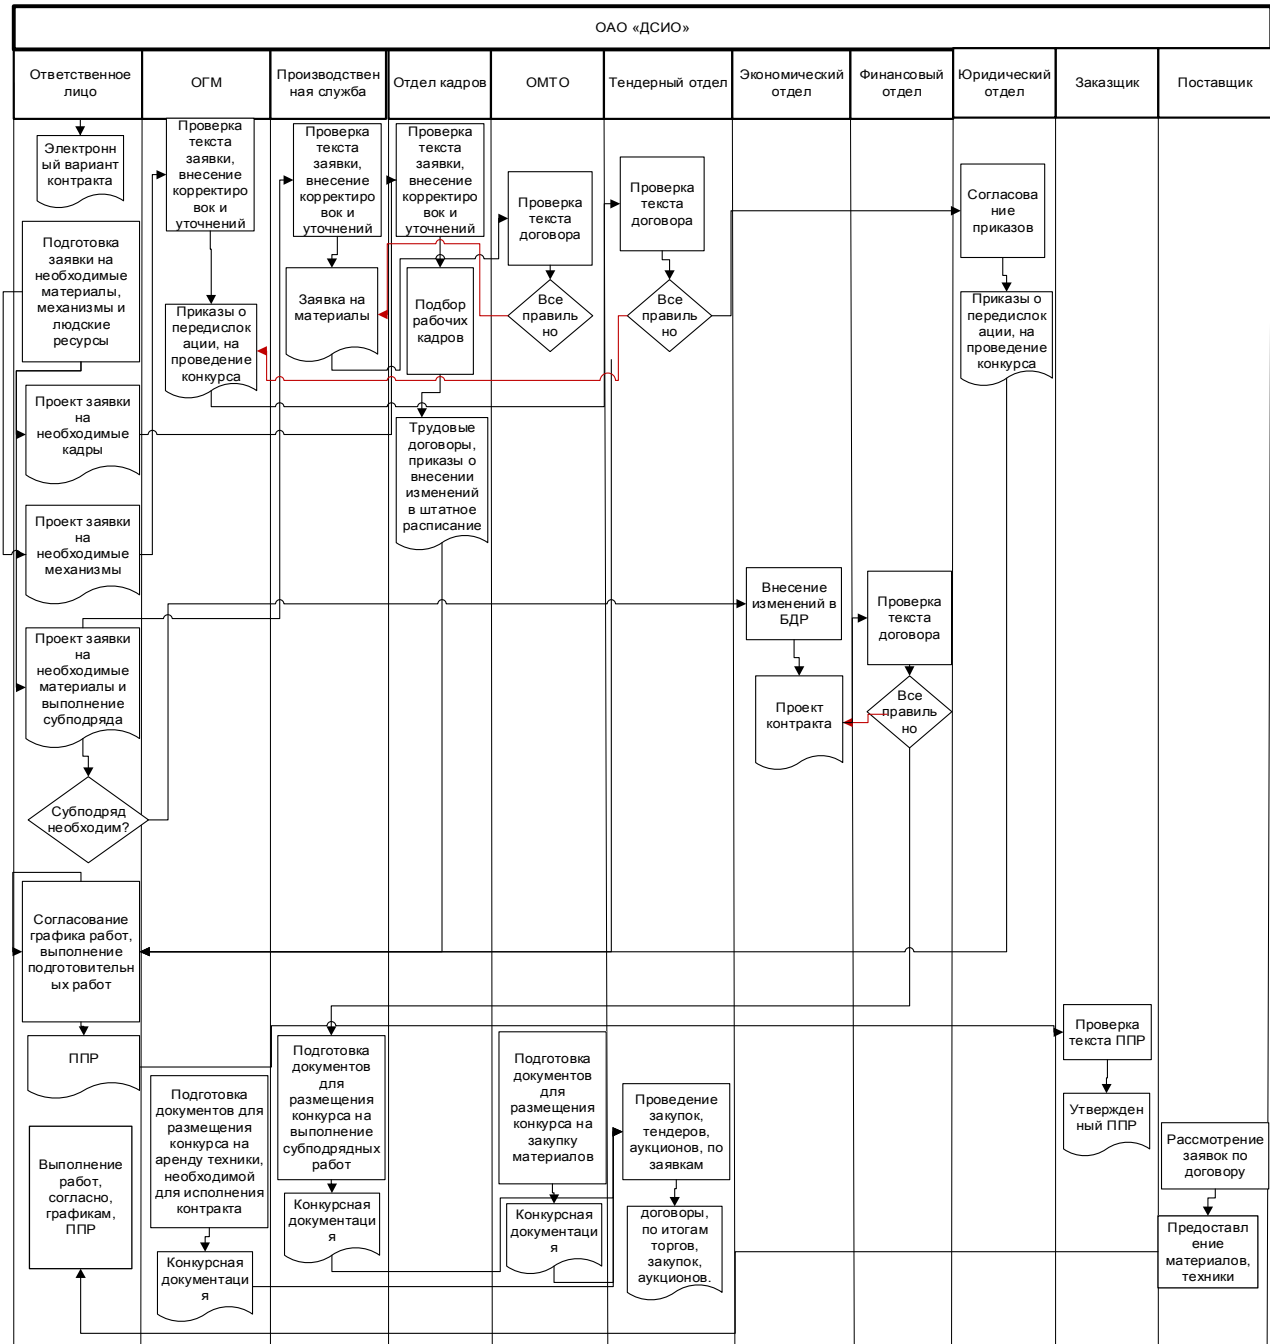 ОАО «ДСИО»
Ответственное
лицо
ОГМ
Производствен
ная служба
Отдел кадров
ОМТО
Тендерный отдел
Экономический
отдел
Финансовый
отдел
Юридический
отдел
Заказщик
Поставщик
Электронн
ый вариант
контракта
Проверка
текста
заявки,
внесение
корректиро
вок и
уточнений
Проверка
текста
заявки,
внесение
корректиро
вок и
уточнений
Проверка
текста
заявки,
внесение
корректиро
вок и
уточнений
Проверка
текста
договора
Проверка
текста
договора
Согласова
ние
приказов
Подготовка
заявки на
необходимые
материалы,
механизмы и
людские
ресурсы
Приказы о
передислок
ации, на
проведение
конкурса
Заявка на
материалы
Подбор
рабочих
кадров
Все
правиль
но
Все
правиль
но
Приказы о
передислок
ации, на
проведение
конкурса
Проект заявки
на
необходимые
кадры
Трудовые
договоры,
приказы о
внесении
изменений
в штатное
расписание
Проект заявки
на
необходимые
механизмы
Внесение
изменений в
БДР
Проверка
текста
договора
Проект заявки
на
необходимые
материалы и
выполнение
субподряда
Проект
контракта
Все
правиль
но
Субподряд
необходим?
Согласование
графика работ,
выполнение
подготовительн
ых работ
ППР
Подготовка
документов для
размещения
конкурса на
аренду техники,
необходимой
для исполнения
контракта
Подготовка
документов
для
размещения
конкурса на
выполнение
субподрядных
работ
Подготовка
документов
для
размещения
конкурса на
закупку
материалов
Проведение
закупок,
тендеров,
аукционов, по
заявкам
Проверка
текста ППР
Утвержден
ный ППР
Рассмотрение
заявок по
договору
Выполнение
работ,
согласно,
графикам,
ППР
Конкурсная
документаци
я
Конкурсная
документаци
я
Конкурсная
документаци
я
договоры,
по итогам
торгов,
закупок,
аукционов.
Предоставл
ение
материалов,
техники